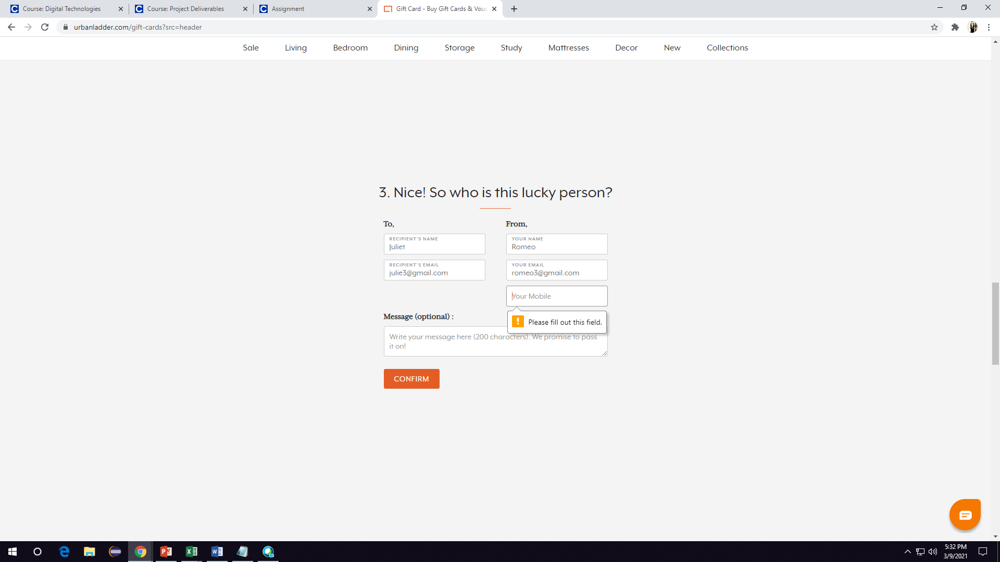 Course: Digital Technologies
Course: Project Deliverables
Assignment
Gift Card - Buy Gift Cards & Vouc
urbanladder.com/gift-cards?src=header
Sale Living Bedroom Dining Storage Study Mattresses Decor New Collections
3. Nice! So who is this lucky person?
To,
From,
RECIPIENT'S NAME
Juliet
YOUR NAME
Romeo
RECIPIENT'S EMAIL
julie3@gmail.com
YOUR EMAIL
romeo3@gmail.com
Your Mobile
Please fill out this field.
Message (optional) :
Write your message here (200 characters). We promise to pass
it on!
CONFIRM
5:32 PM
3/9/2021